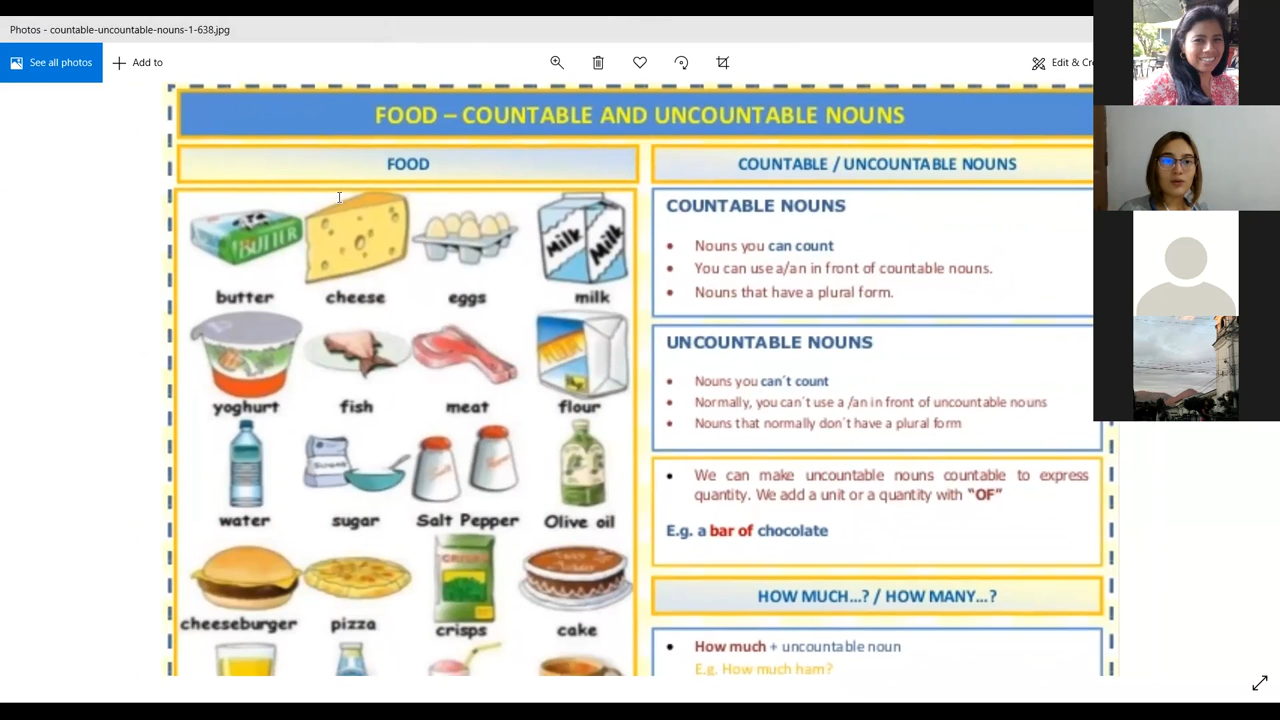 Photos - countable-uncountable-nouns-1-638.jpg
See all photos
Add to
Edit & Cr
FOOD – COUNTABLE AND UNCOUNTABLE NOUNS
FOOD
BUTTER
Milk Milk
butter cheese eggs milk
yoghurt fish meat flour
water sugar Salt Pepper Olive oil
CRISPS
cheeseburger pizza crisps cake
COUNTABLE / UNCOUNTABLE NOUNS
COUNTABLE NOUNS
• Nouns you can count
• You can use a/an in front of countable nouns.
• Nouns that have a plural form.
UNCOUNTABLE NOUNS
• Nouns you can´t count
• Normally, you can´t use a /an in front of uncountable nouns
• Nouns that normally don´t have a plural form
• We can make uncountable nouns countable to express
quantity. We add a unit or a quantity with "OF"
E.g. a bar of chocolate
HOW MUCH...? / HOW MANY...?
• How much + uncountable noun
E.g. How much ham?